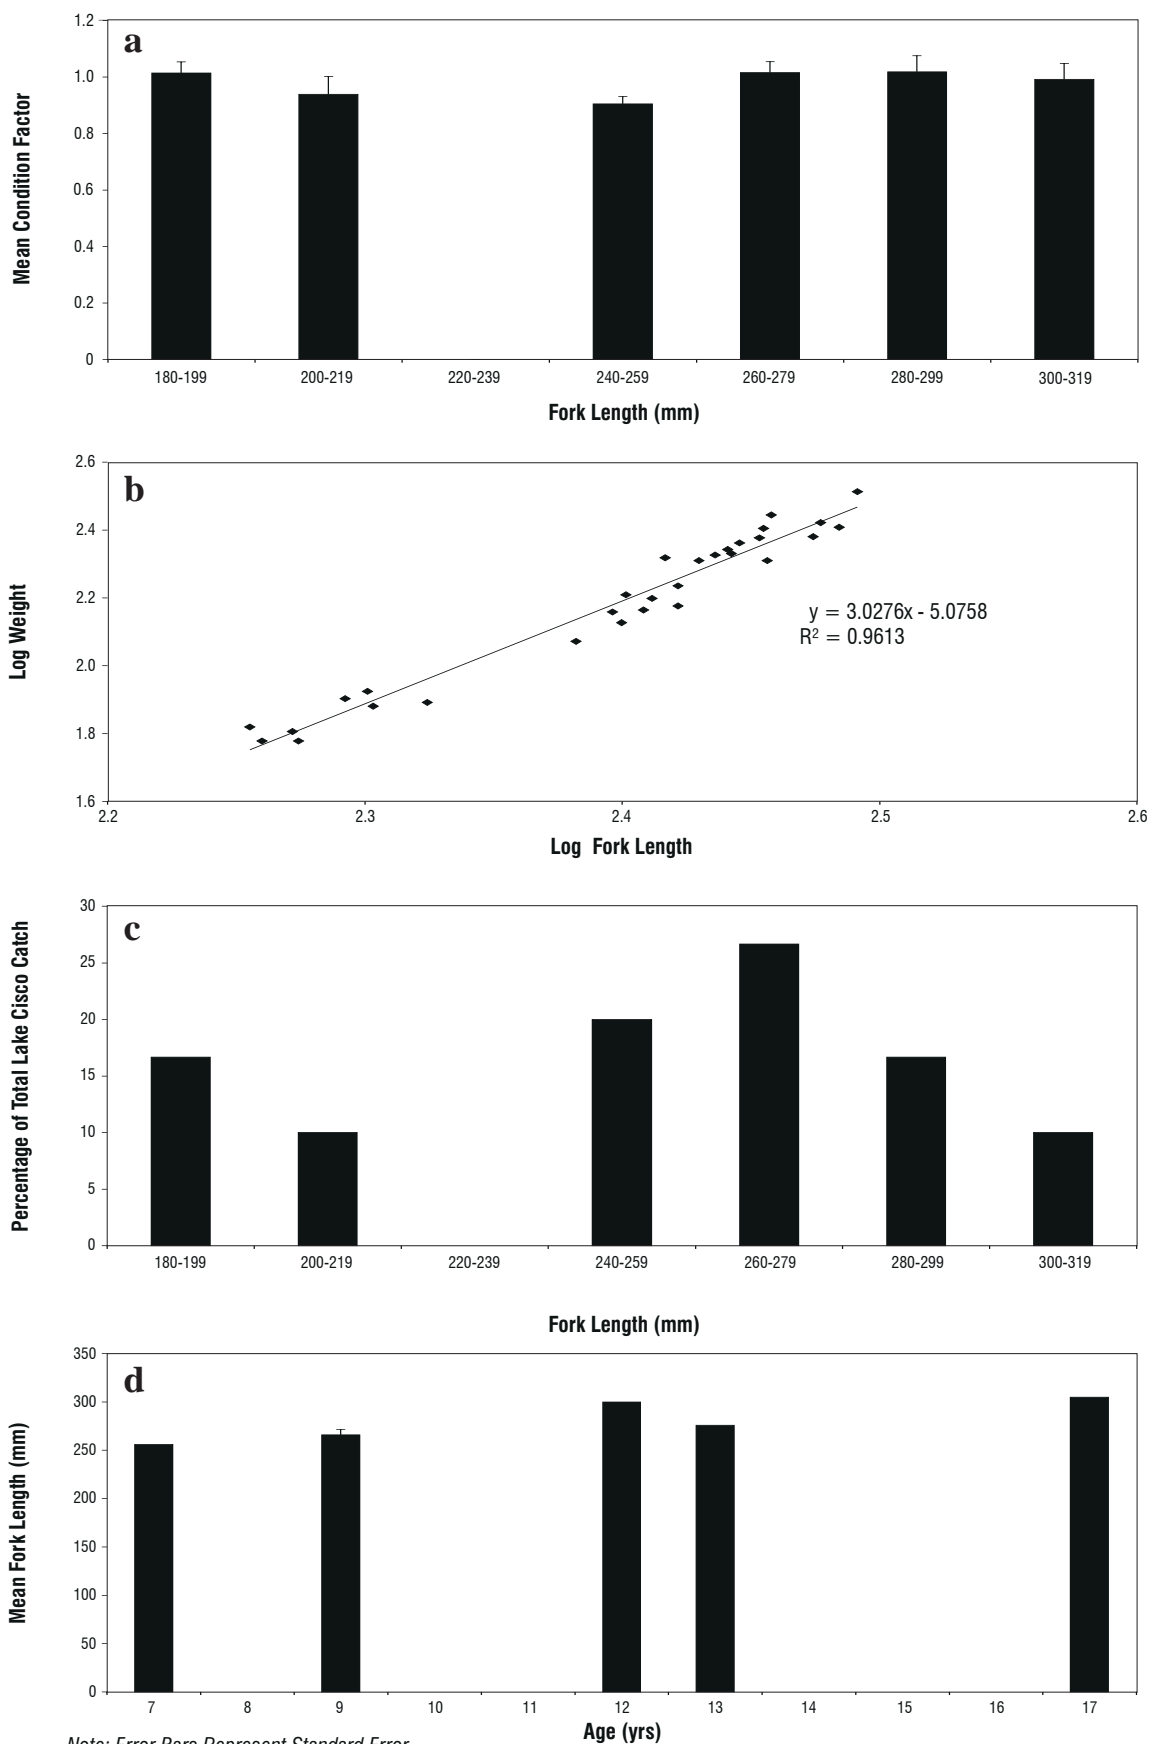 a
1.2
1.0
0.8
0.6
0.4
0.2
0
Mean Condition Factor
180-199 200-219 220-239 240-259 260-279 280-299 300-319
Fork Length (mm)
b
2.6
2.4
2.2
2.0
1.8
1.6
Log Weight
y = 3.0276x - 5.0758
R² = 0.9613
2.2 2.3 2.4 2.5 2.6
Log Fork Length
c
30
25
20
15
10
5
0
Percentage of Total Lake Cisco Catch
180-199 200-219 220-239 240-259 260-279 280-299 300-319
Fork Length (mm)
d
350
300
250
200
150
100
50
0
Mean Fork Length (mm)
7 8 9 10 11 12 13 14 15 16 17
Age (yrs)
Note: Error Bars Represent Standard Error